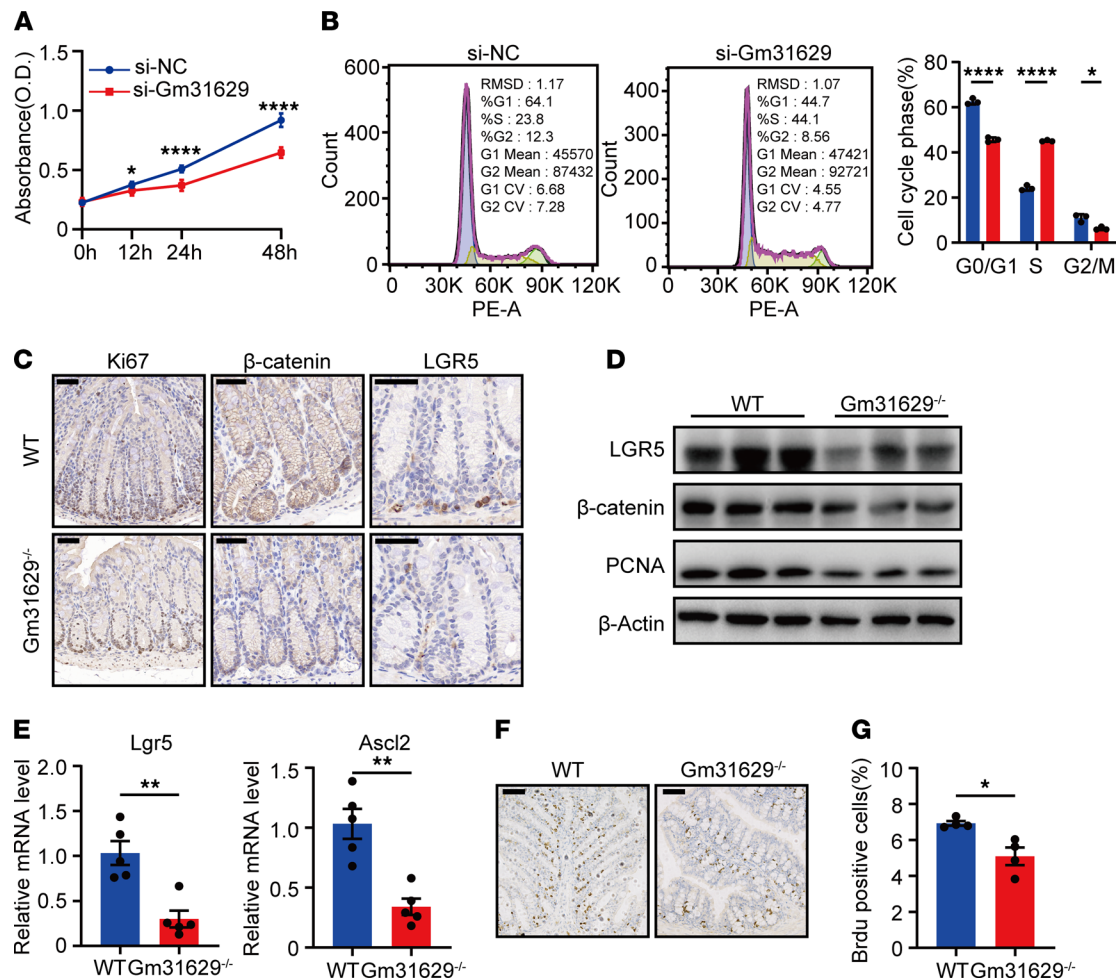 A
Absorbance(O.D.)
1.5
1.0
0.5
0
0h
12h
24h
48h
si-NC
si-Gm31629
*
****
****
B
si-NC
Count
600
400
200
0
0
30K
60K
90K
120K
PE-A
RMSD : 1.17
%G1 : 64.1
%S : 23.8
%G2 : 12.3
G1 Mean : 45570
G2 Mean : 87432
G1 CV : 6.68
G2 CV : 7.28
si-Gm31629
Count
400
300
200
100
0
0
30K
60K
90K
120K
PE-A
RMSD : 1.07
%G1 : 44.7
%S : 44.1
%G2 : 8.56
G1 Mean : 47421
G2 Mean : 92721
G1 CV : 4.55
G2 CV : 4.77
Cell cycle phase(%)
80
60
40
20
0
****
****
*
G0/G1
S
G2/M
C
Ki67
β-catenin
LGR5
WT
Gm31629-/-
D
WT
Gm31629-/-
LGR5
β-catenin
PCNA
β-Actin
E
Lgr5
Relative mRNA level
2.0
1.5
1.0
0.5
0
**
WT
Gm31629-/-
Ascl2
Relative mRNA level
1.5
1.0
0.5
0
**
WT
Gm31629-/-
F
WT
Gm31629-/-
G
Brdu positive cells(%)
8
6
4
2
0
*
WT
Gm31629-/-